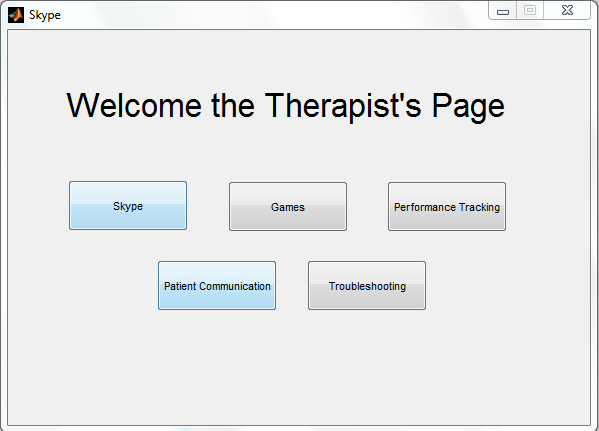 Skype
Welcome the Therapist's Page
Skype
Games
Performance Tracking
Patient Communication
Troubleshooting